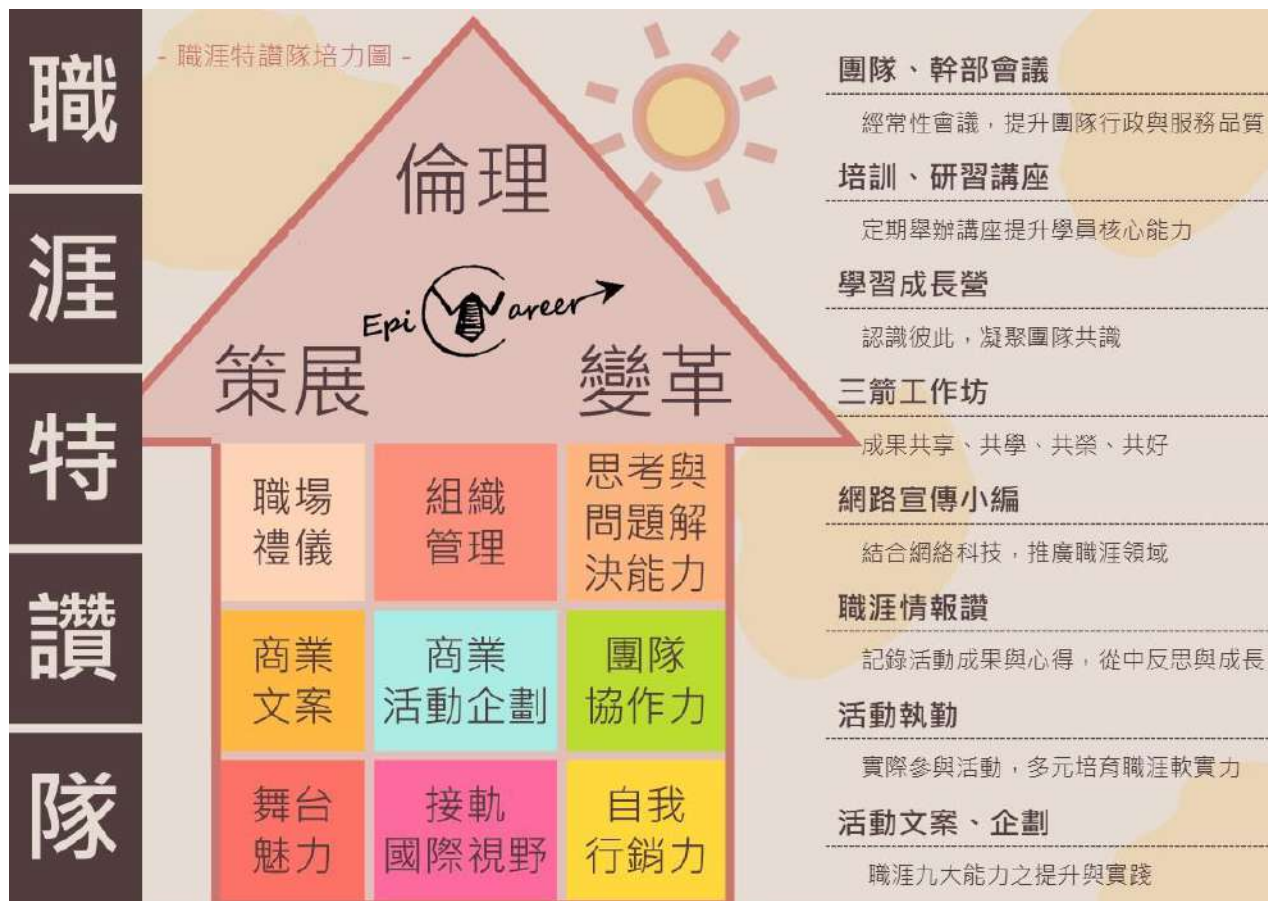 職
涯
特
讚
隊
- 職涯特讃隊培力圖 -
倫理
Epi Career
策展
變革
職場
禮儀
組織
管理
思考與
問題解
決能力
商業
文案
商業
活動企劃
團隊
協作力
舞台
魅力
接軌
國際視野
自我
行銷力
團隊、幹部會議
經常性會議，提升團隊行政與服務品質
培訓、研習講座
定期舉辦講座提升學員核心能力
學習成長營
認識彼此，凝聚團隊共識
三箭工作坊
成果共享、共學、共榮、共好
網路宣傳小編
結合網絡科技，推廣職涯領域
職涯情報讚
記錄活動成果與心得，從中反思與成長
活動執勤
實際參與活動，多元培育職涯軟實力
活動文案、企劃
職涯九大能力之提升與實踐